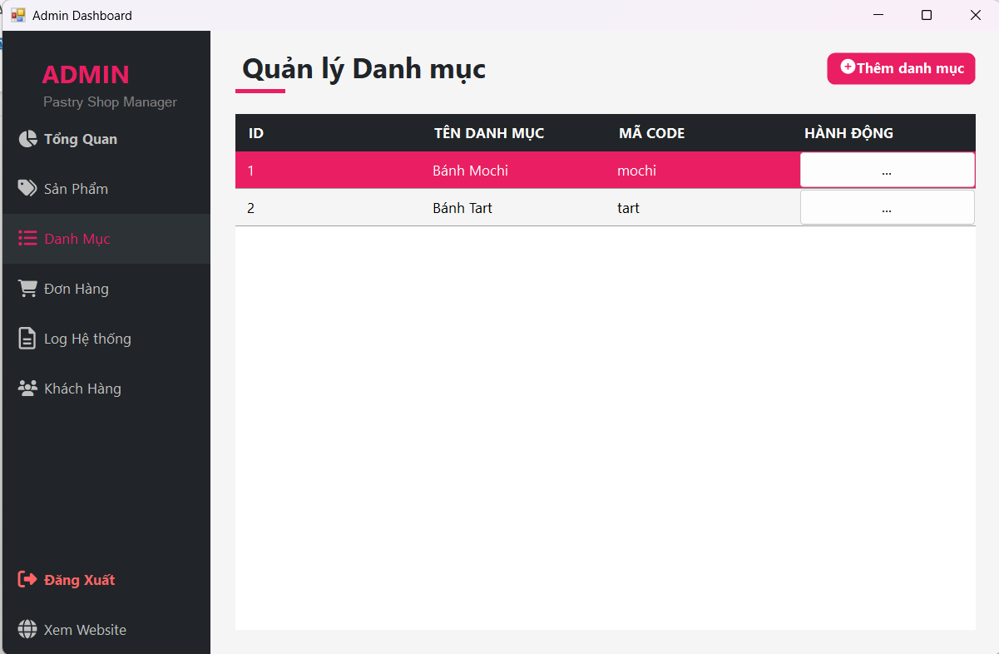 Admin Dashboard
ADMIN
Pastry Shop Manager
Tổng Quan
Sản Phẩm
Danh Mục
Đơn Hàng
Log Hệ thống
Khách Hàng
Đăng Xuất
Xem Website
Quản lý Danh mục
Thêm danh mục
ID TÊN DANH MỤC MÃ CODE HÀNH ĐỘNG
1 Bánh Mochi mochi ...
2 Bánh Tart tart ...